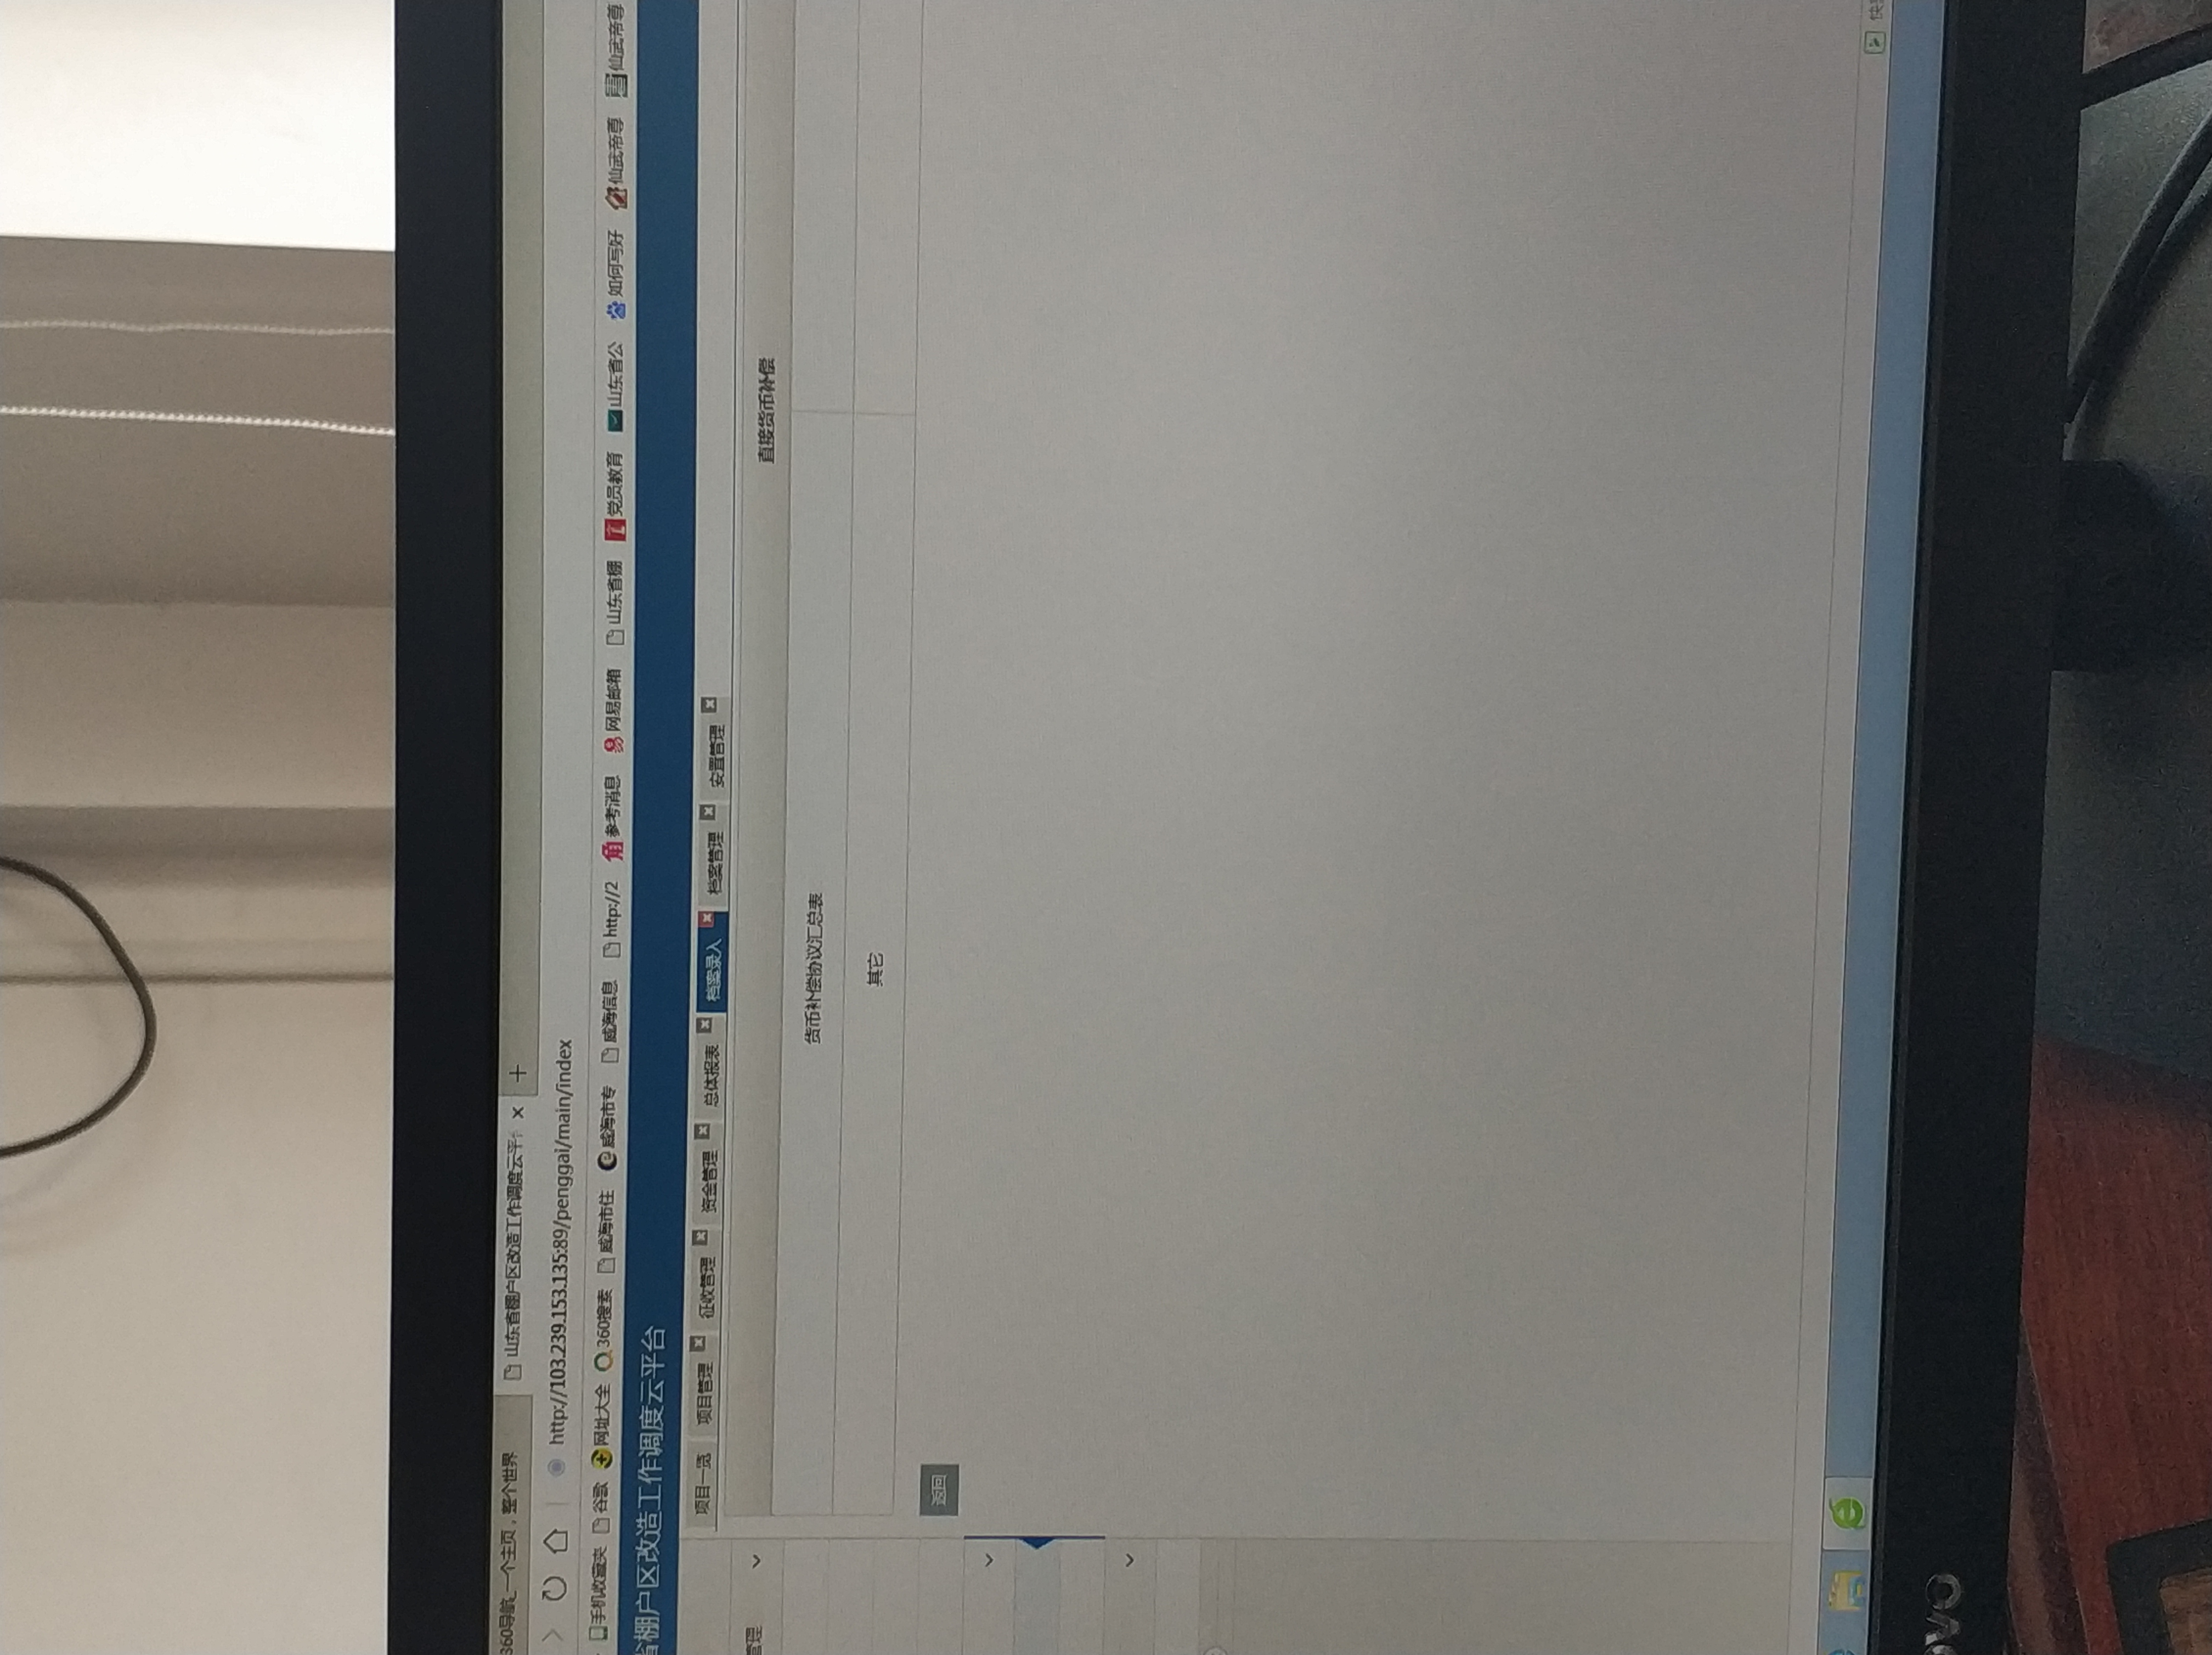 360导航_一个主页，整个世界
山东省棚户区改造工作调度云平
http://103.239.153.135:89/penggai/main/index
手机收藏夹 谷歌 网址大全 360搜索 威海市住 威海市专 威海信息 http://2 参考消息 网易邮箱 山东省棚 党员教育 山东省公 如何写好 仙武帝尊 仙武帝尊
省棚户区改造工作调度云平台
项目一览 项目管理 征收管理 资金管理 总体报表 档案录入 档案管理 安置管理
管理
直接货币补偿
货币补偿协议汇总表
其它
返回
快
ovo